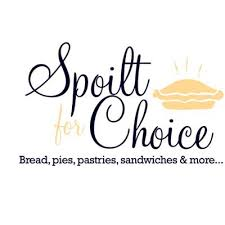 Spoilt
for Choice
Bread, pies, pastries, sandwiches & more...